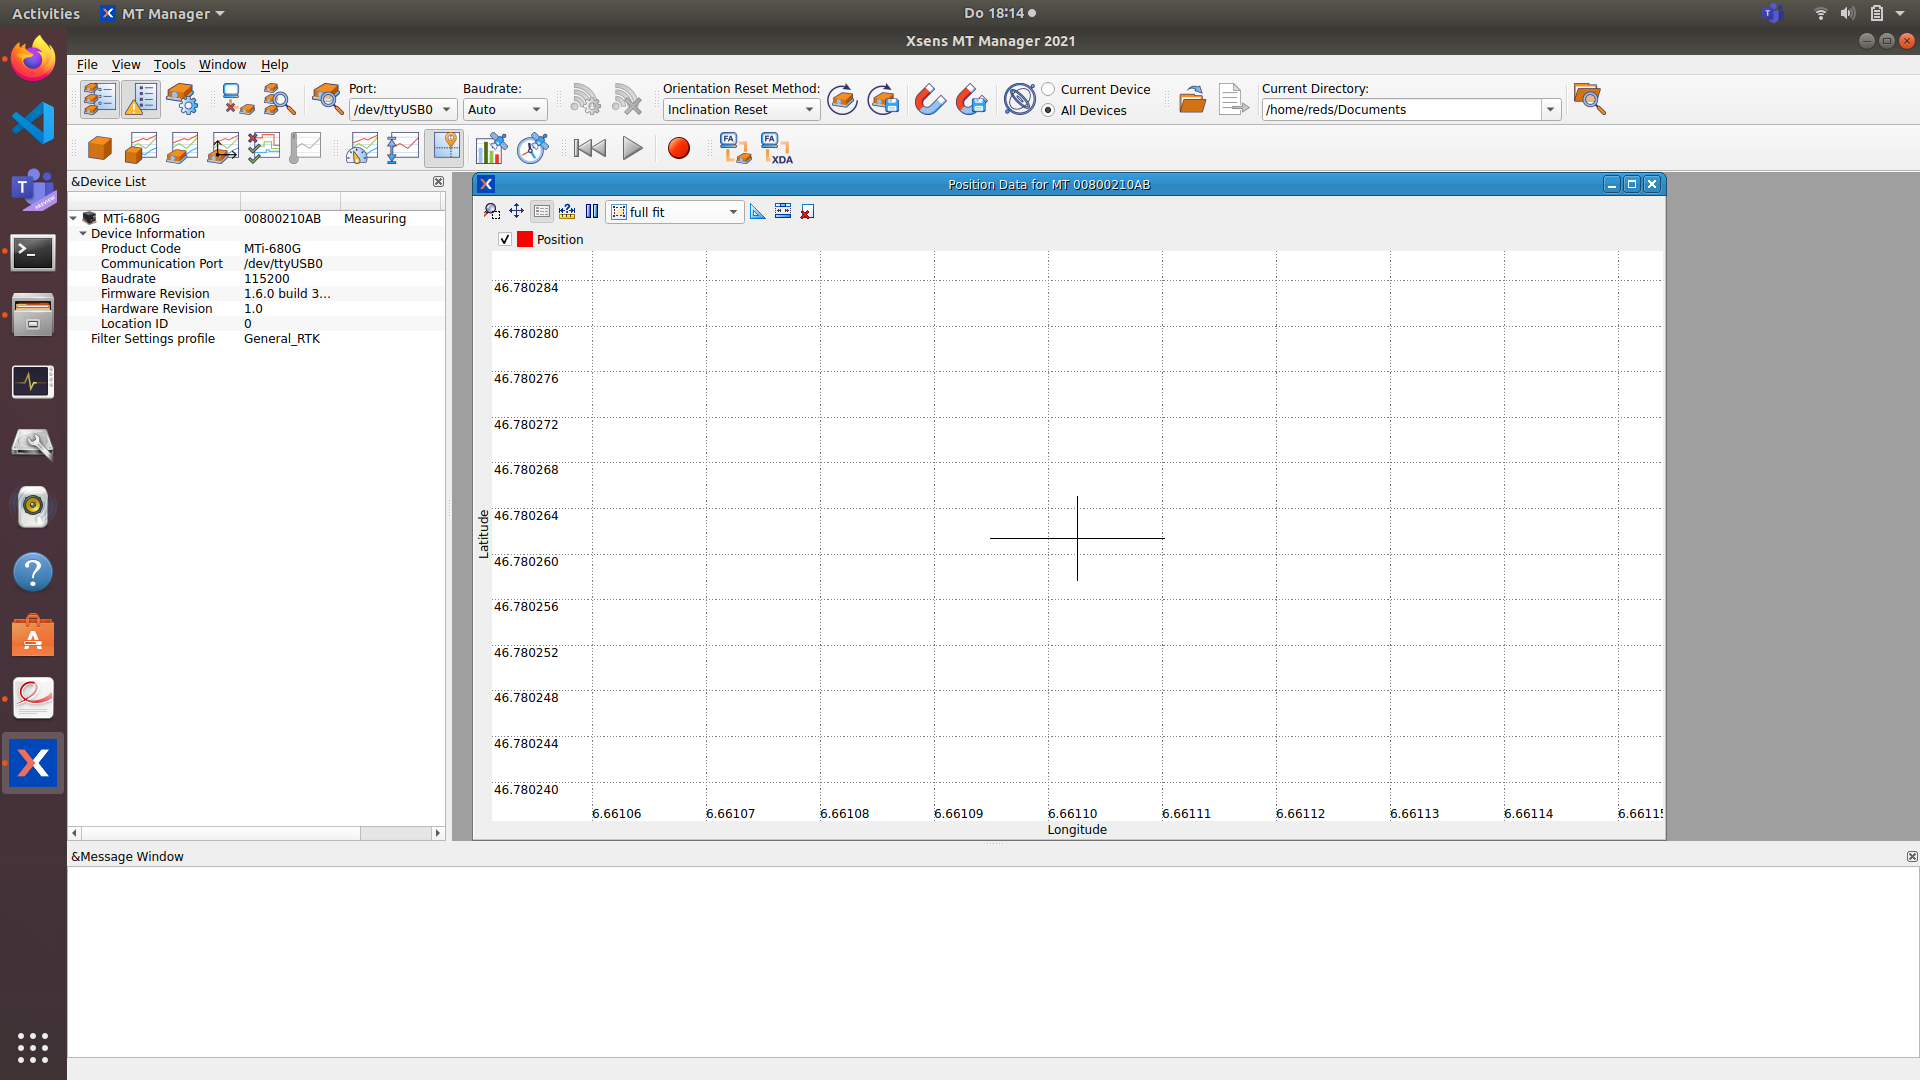 Activities MT Manager Do 18:14
Xsens MT Manager 2021
File View Tools Window Help
Port: Baudrate: Orientation Reset Method: Current Device Current Directory:
/dev/ttyUSB0 Auto Inclination Reset All Devices /home/reds/Documents
FA FA
XDA
&Device List
Position Data for MT 00800210AB
MTi-680G 00800210AB Measuring
Device Information
Product Code MTi-680G
Communication Port /dev/ttyUSB0
Baudrate 115200
Firmware Revision 1.6.0 build 3...
Hardware Revision 1.0
Location ID 0
Filter Settings profile General_RTK
full fit
Position
46.780284
46.780280
46.780276
46.780272
46.780268
46.780264
46.780260
46.780256
46.780252
46.780248
46.780244
46.780240
Latitude
6.66106 6.66107 6.66108 6.66109 6.66110 6.66111 6.66112 6.66113 6.66114 6.66115
Longitude
&Message Window